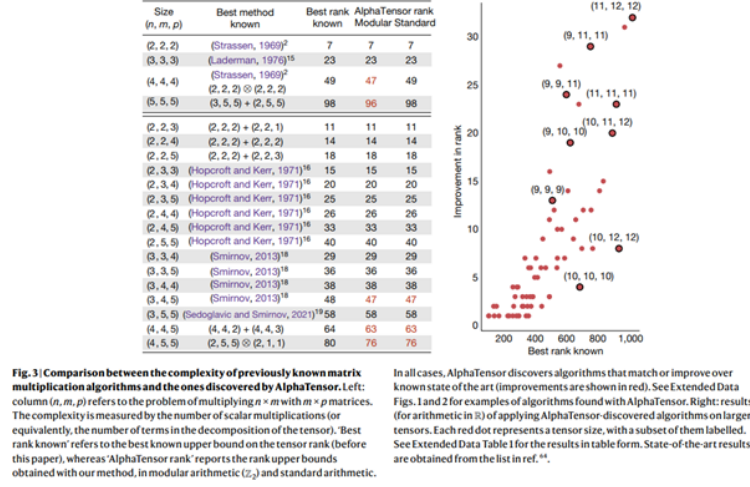 Size Best method Best rank AlphaTensor rank
(n, m, p) known known Modular Standard
(2, 2, 2) (Strassen, 1969)² 7 7 7
(3, 3, 3) (Laderman, 1976)¹⁵ 23 23 23
(4, 4, 4) (Strassen, 1969)² 49 47 49
(2, 2, 2) ⊗ (2, 2, 2)
(5, 5, 5) (3, 5, 5) + (2, 5, 5) 98 96 98
(2, 2, 3) (2, 2, 2) + (2, 2, 1) 11 11 11
(2, 2, 4) (2, 2, 2) + (2, 2, 2) 14 14 14
(2, 2, 5) (2, 2, 2) + (2, 2, 3) 18 18 18
(2, 3, 3) (Hopcroft and Kerr, 1971)¹⁶ 15 15 15
(2, 3, 4) (Hopcroft and Kerr, 1971)¹⁶ 20 20 20
(2, 3, 5) (Hopcroft and Kerr, 1971)¹⁶ 25 25 25
(2, 4, 4) (Hopcroft and Kerr, 1971)¹⁶ 26 26 26
(2, 4, 5) (Hopcroft and Kerr, 1971)¹⁶ 33 33 33
(2, 5, 5) (Hopcroft and Kerr, 1971)¹⁶ 40 40 40
(3, 3, 4) (Smirnov, 2013)¹⁸ 29 29 29
(3, 3, 5) (Smirnov, 2013)¹⁸ 36 36 36
(3, 4, 4) (Smirnov, 2013)¹⁸ 38 38 38
(3, 4, 5) (Smirnov, 2013)¹⁸ 48 47 47
(3, 5, 5) (Sedoglavic and Smirnov, 2021)¹⁹ 58 58 58
(4, 4, 5) (4, 4, 2) + (4, 4, 3) 64 63 63
(4, 5, 5) (2, 5, 5) ⊗ (2, 1, 1) 80 76 76
Improvement in rank
30
25
20
15
10
5
0
(11, 12, 12)
(9, 11, 11)
(9, 9, 11)
(11, 11, 11)
(10, 11, 12)
(9, 10, 10)
(9, 9, 9)
(10, 12, 12)
(10, 10, 10)
200 400 600 800 1,000
Best rank known
Fig. 3 | Comparison between the complexity of previously known matrix
multiplication algorithms and the ones discovered by AlphaTensor. Left:
column (n, m, p) refers to the problem of multiplying n × m with m × p matrices.
The complexity is measured by the number of scalar multiplications (or
equivalently, the number of terms in the decomposition of the tensor). ‘Best
rank known’ refers to the best known upper bound on the tensor rank (before
this paper), whereas ‘AlphaTensor rank’ reports the rank upper bounds
obtained with our method, in modular arithmetic (ℤ₂) and standard arithmetic.
In all cases, AlphaTensor discovers algorithms that match or improve over
known state of the art (improvements are shown in red). See Extended Data
Figs. 1 and 2 for examples of algorithms found with AlphaTensor. Right: results
(for arithmetic in ℝ) of applying AlphaTensor-discovered algorithms on larger
tensors. Each red dot represents a tensor size, with a subset of them labelled.
See Extended Data Table 1 for the results in table form. State-of-the-art results
are obtained from the list in ref. ⁶⁴.